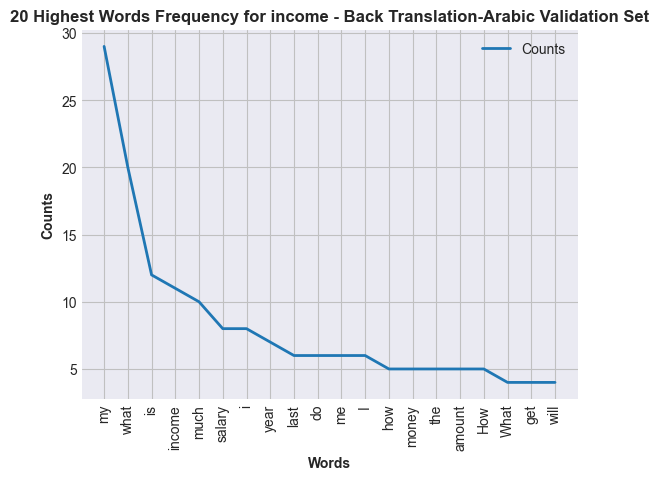 20 Highest Words Frequency for income - Back Translation-Arabic Validation Set
Counts
30
25
20
15
10
5
Counts
my
what
is
income
much
salary
i
year
last
do
me
I
how
money
the
amount
How
What
get
will
Words